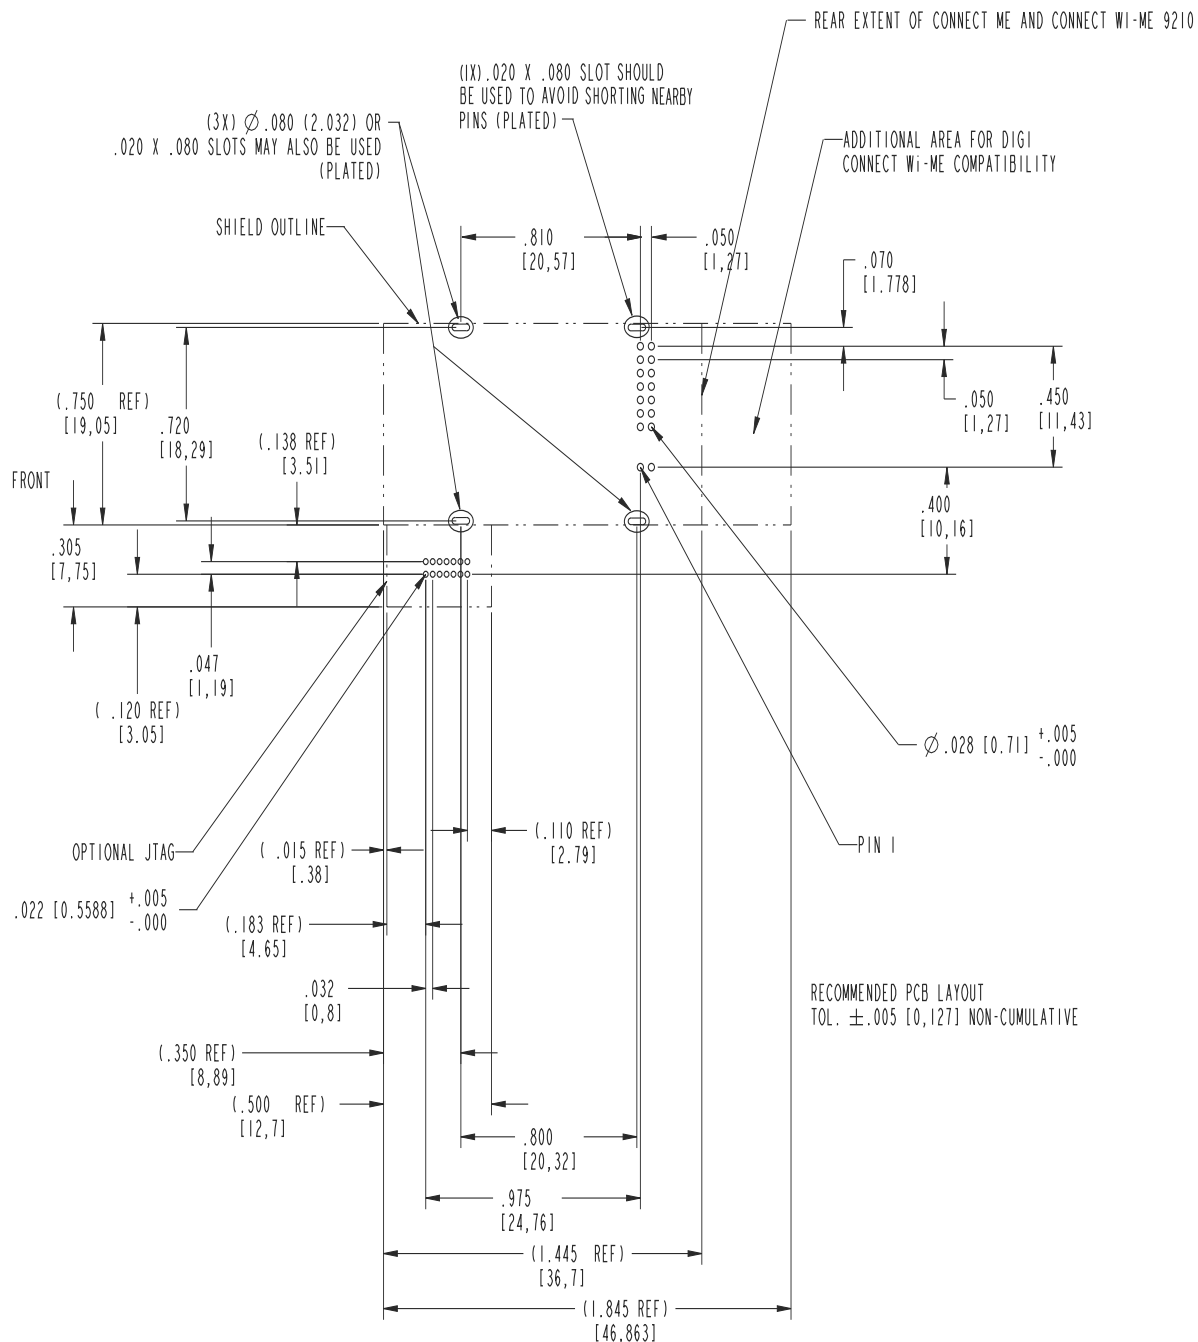 REAR EXTENT OF CONNECT ME AND CONNECT WI-ME 9210
(1X).020 X .080 SLOT SHOULD
BE USED TO AVOID SHORTING NEARBY
PINS (PLATED)
(3X) Ø .080 (2.032) OR
.020 X .080 SLOTS MAY ALSO BE USED
(PLATED)
ADDITIONAL AREA FOR DIGI
CONNECT Wi-ME COMPATIBILITY
SHIELD OUTLINE
.810
[20,57]
.050
[1,27]
.070
[1.778]
(.750 REF)
[19,05]
.720
[18,29]
(.138 REF)
[3.51]
.050
[1,27]
.450
[11,43]
FRONT
.400
[10,16]
.305
[7,75]
.047
[1,19]
( .120 REF)
[3.05]
Ø.028 [0.71] +.005
-.000
OPTIONAL JTAG
( .015 REF)
[.38]
(.110 REF)
[2.79]
PIN 1
.022 [0.5588] +.005
-.000
(.183 REF)
[4.65]
.032
[0,8]
RECOMMENDED PCB LAYOUT
TOL. ±.005 [0,127] NON-CUMULATIVE
(.350 REF)
[8,89]
(.500 REF)
[12,7]
.800
[20,32]
.975
[24,76]
(1.445 REF)
[36,7]
(1.845 REF)
[46,863]